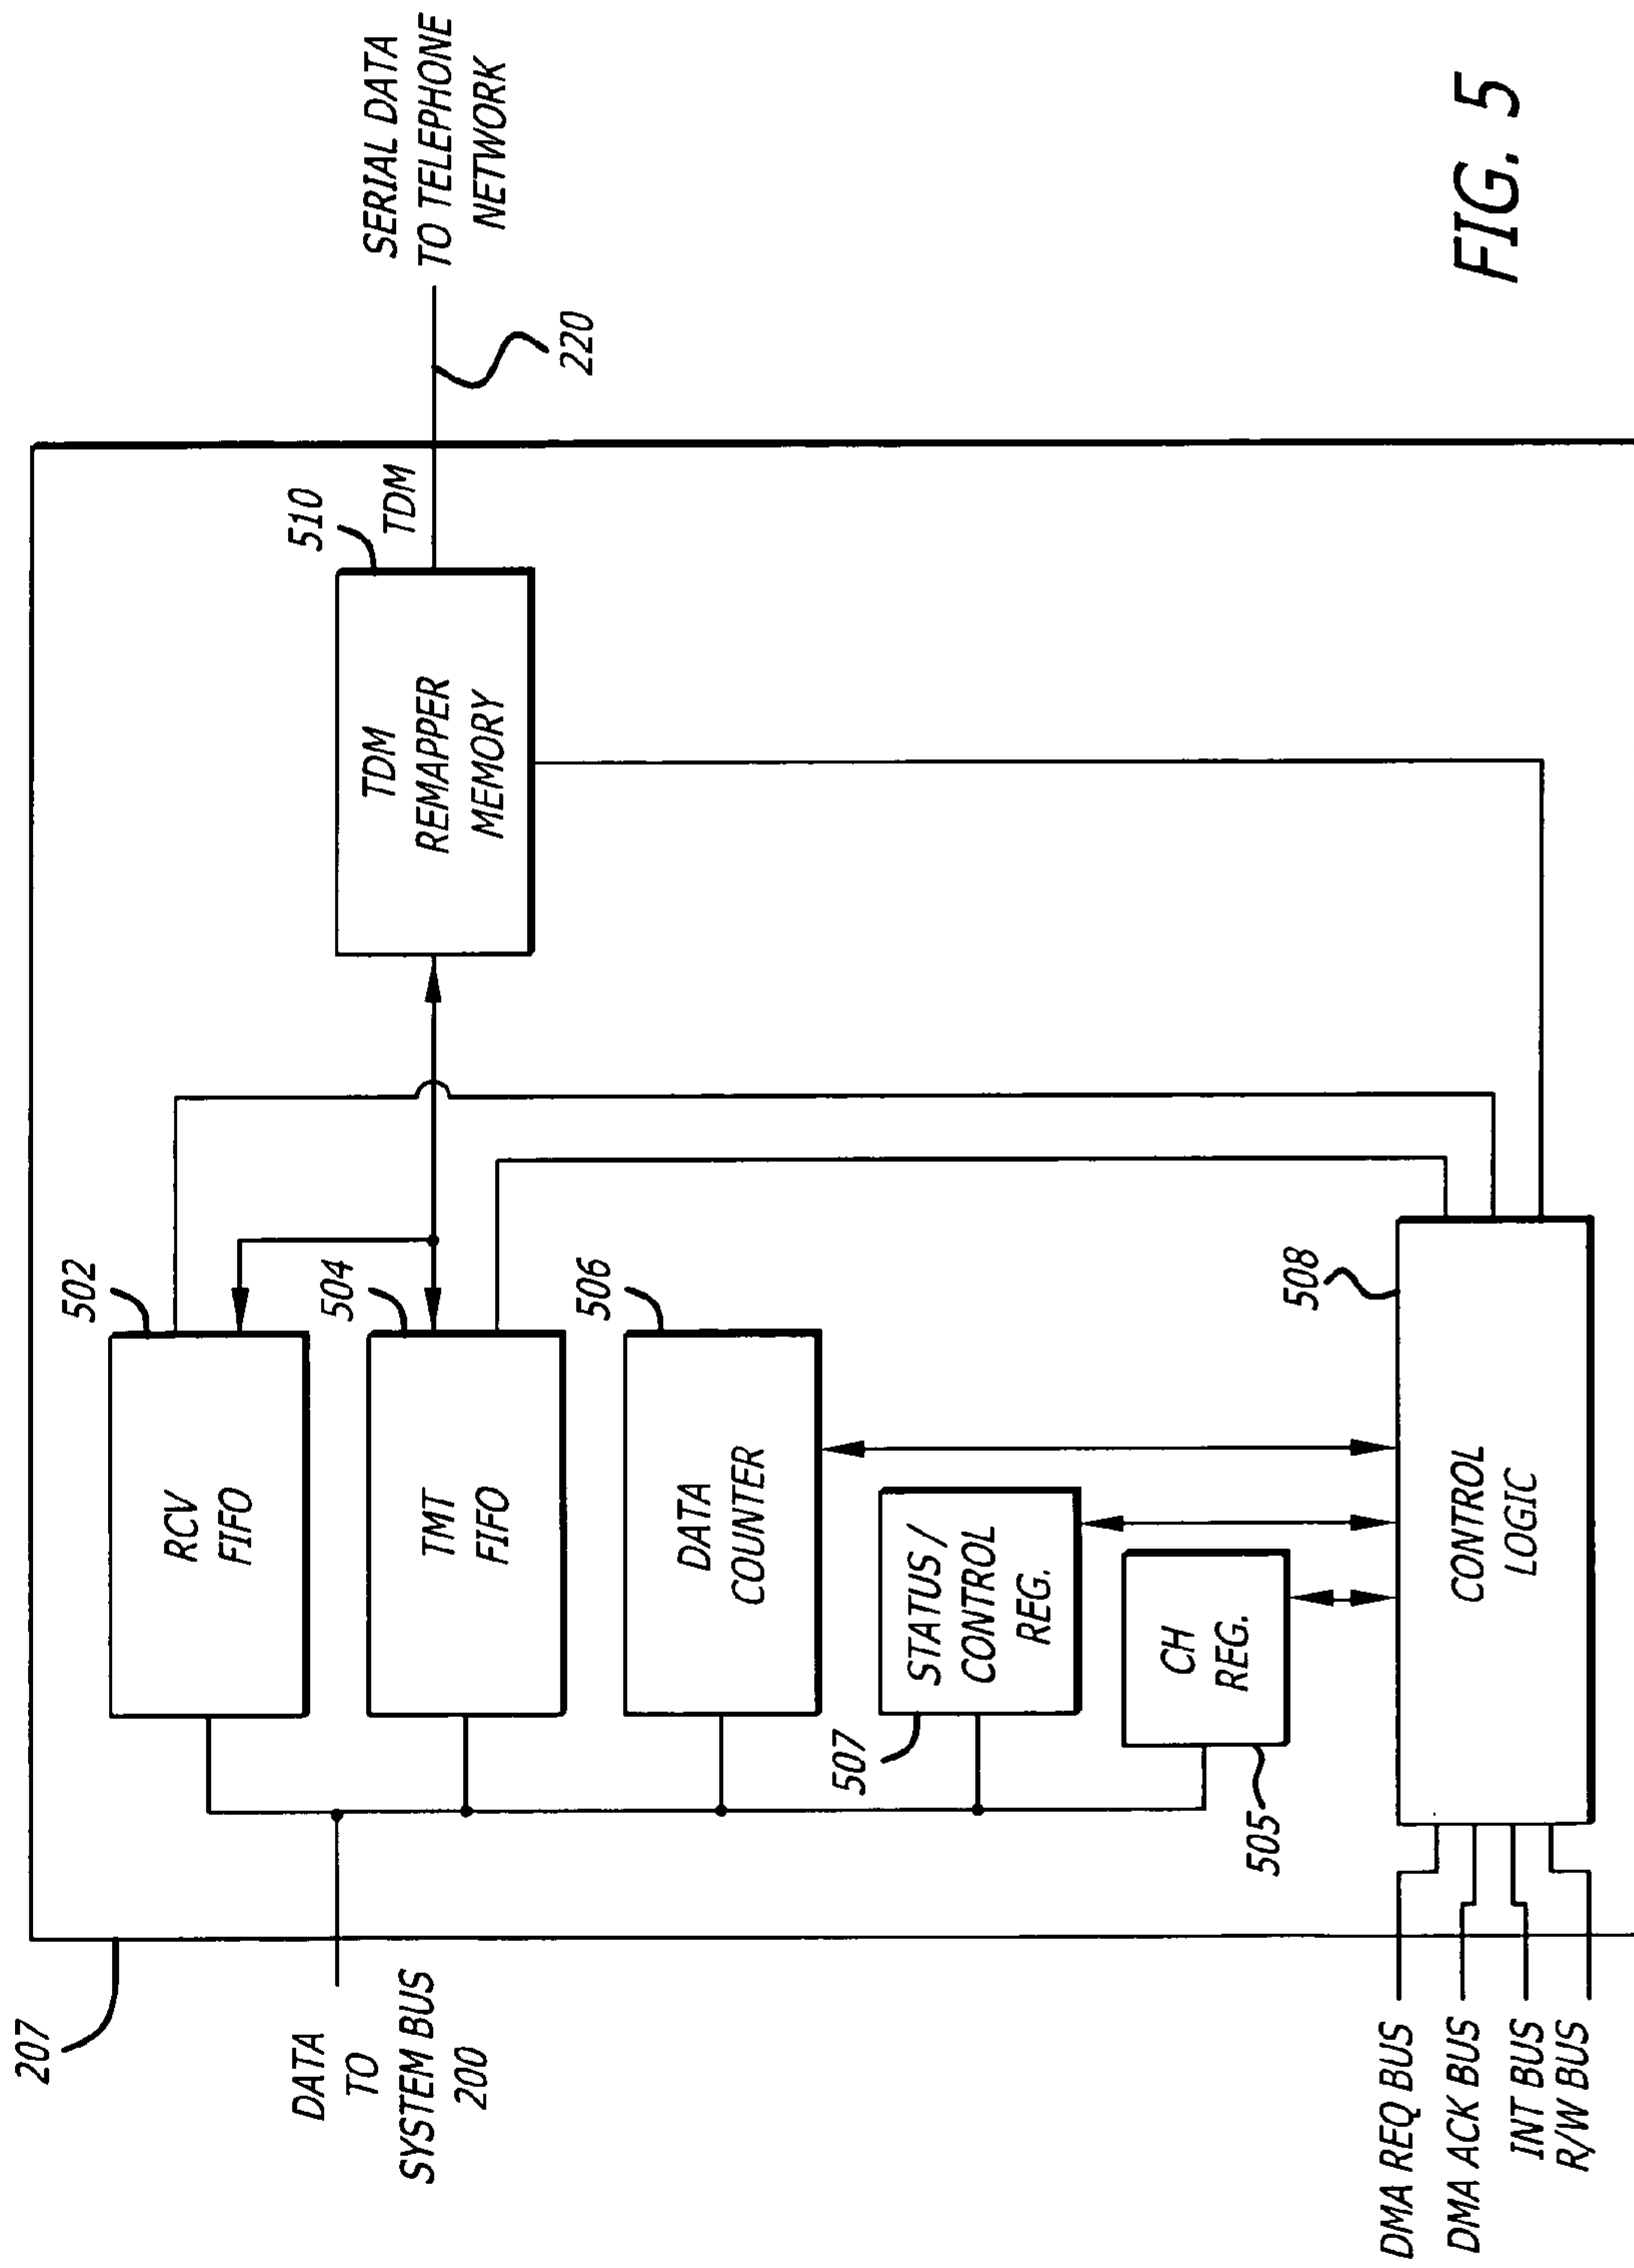 207
502
RCV
FIFO
504
TMT
FIFO
506
DATA
COUNTER
507
STATUS /
CONTROL
REG.
505
CH
REG.
508
CONTROL
LOGIC
510
TDM
REMAPPER
MEMORY
TDM
220
SERIAL DATA
TO TELEPHONE
NETWORK
DATA
TO
SYSTEM BUS
200
DMA REQ BUS
DMA ACK BUS
INT BUS
R/W BUS
FIG. 5